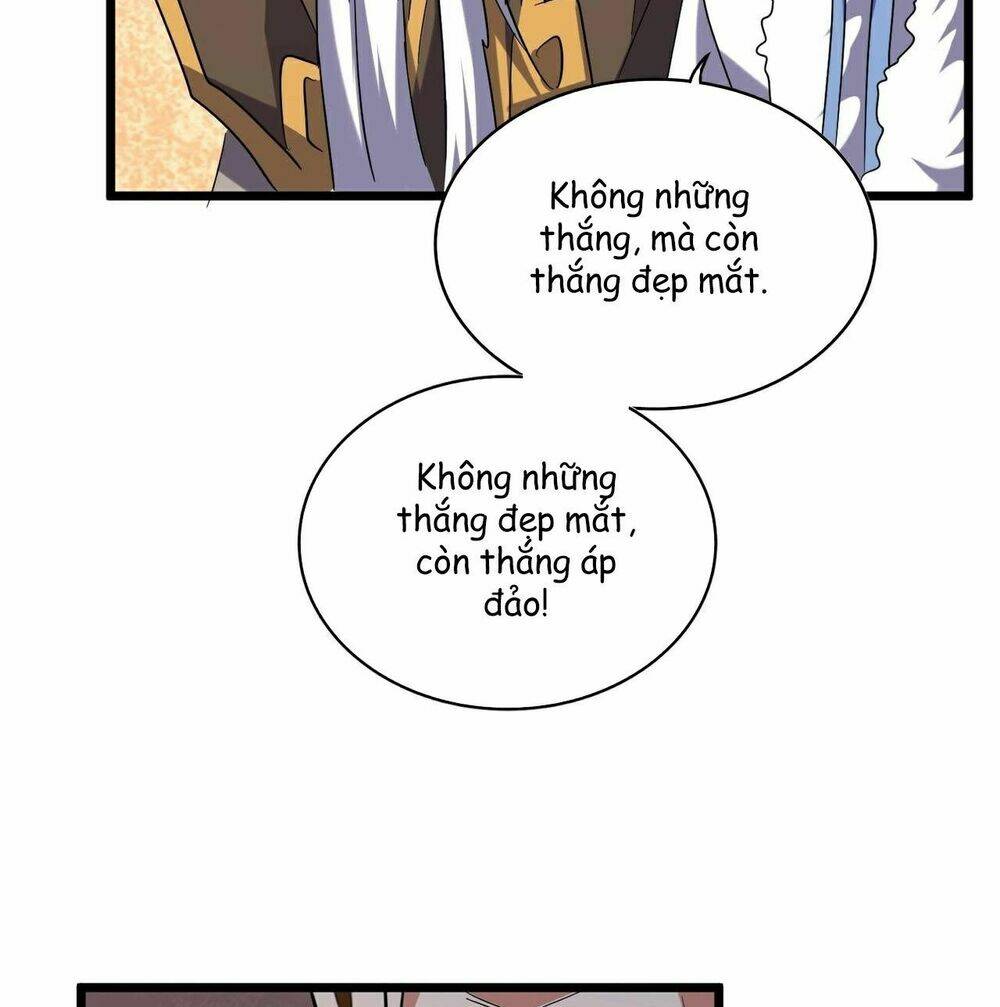 Không những
thắng, mà còn
thắng đẹp mắt.
Không những
thắng đẹp mắt,
còn thắng áp
đảo!